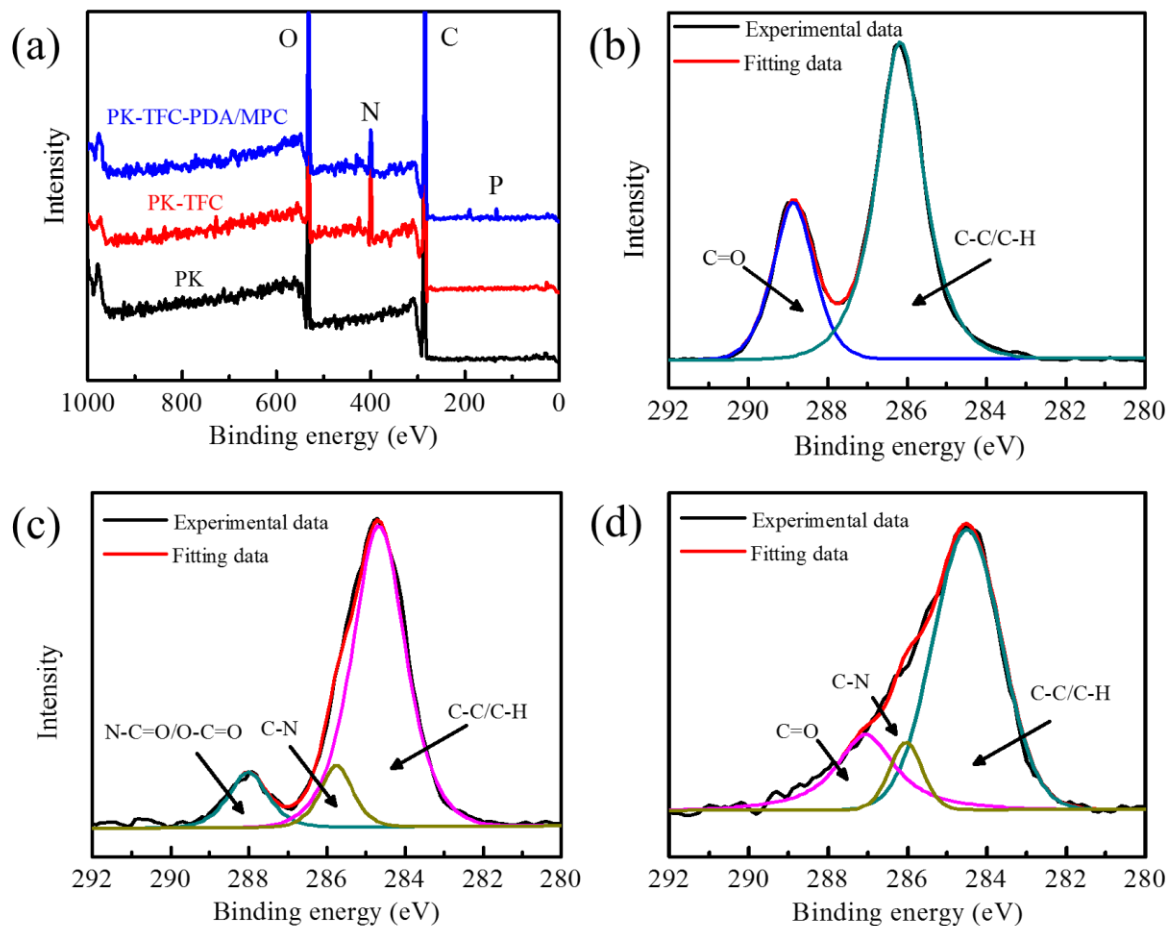 (a)
O
C
N
P
PK-TFC-PDA/MPC
PK-TFC
PK
Intensity
1000 800 600 400 200 0
Binding energy (eV)
(b)
Experimental data
Fitting data
C=O
C-C/C-H
Intensity
292 290 288 286 284 282 280
Binding energy (eV)
(c)
Experimental data
Fitting data
N-C=O/O-C=O
C-N
C-C/C-H
Intensity
292 290 288 286 284 282 280
Binding energy (eV)
(d)
Experimental data
Fitting data
C-N
C=O
C-C/C-H
Intensity
292 290 288 286 284 282 280
Binding energy (eV)